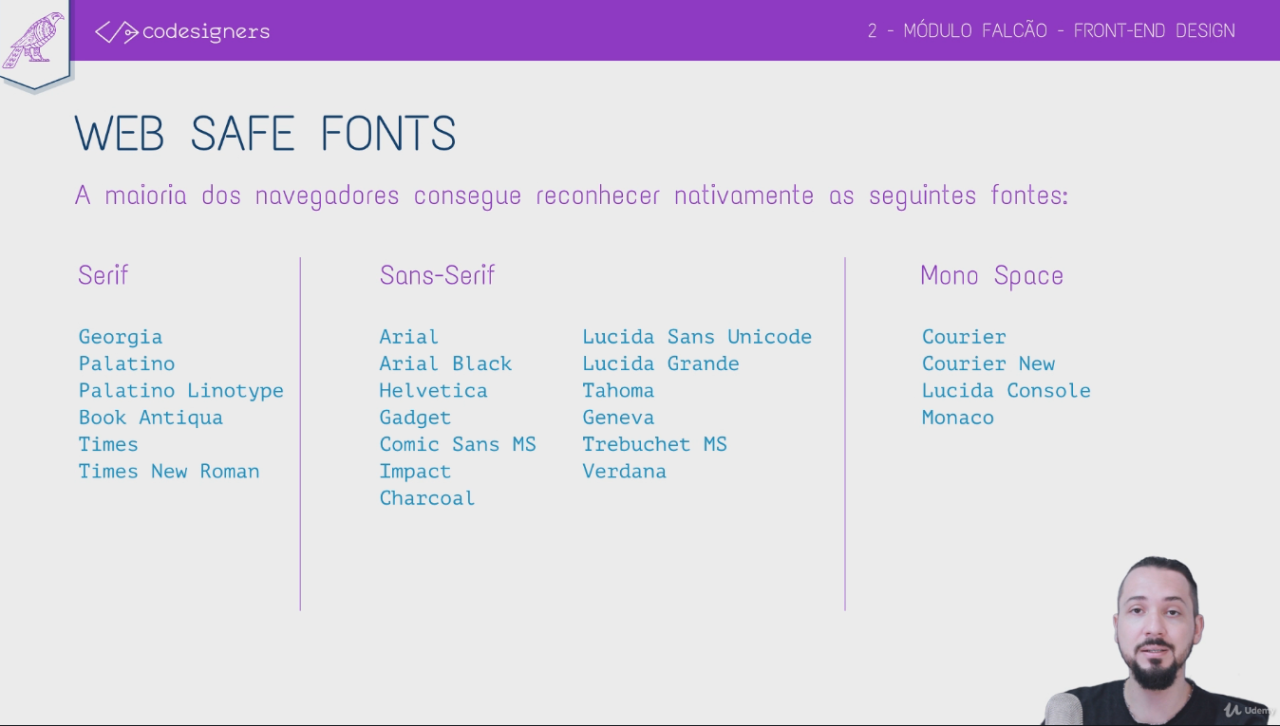 codesigners
2 - MÓDULO FALCÃO - FRONT-END DESIGN
WEB SAFE FONTS
A maioria dos navegadores consegue reconhecer nativamente as seguintes fontes:
Serif
Georgia
Palatino
Palatino Linotype
Book Antiqua
Times
Times New Roman
Sans-Serif
Arial
Arial Black
Helvetica
Gadget
Comic Sans MS
Impact
Charcoal
Lucida Sans Unicode
Lucida Grande
Tahoma
Geneva
Trebuchet MS
Verdana
Mono Space
Courier
Courier New
Lucida Console
Monaco
Udemy